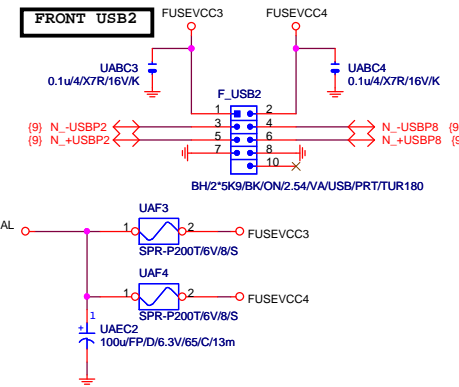 FRONT USB2
FUSEVCC3
FUSEVCC4
UABC3
0.1u/4/X7R/16V/K
UABC4
0.1u/4/X7R/16V/K
F_USB2
1
2
{9} N_-USBP2
3
4
N_-USBP8 {9
{9} N_+USBP2
5
6
N_+USBP8 {9
7
8
10
BH/2*5K9/BK/ON/2.54/VA/USB/PRT/TUR180
AL
UAF3
1
2
FUSEVCC3
SPR-P200T/6V/8/S
UAF4
1
2
FUSEVCC4
SPR-P200T/6V/8/S
1
+
UAEC2
100u/FP/D/6.3V/65/C/13m